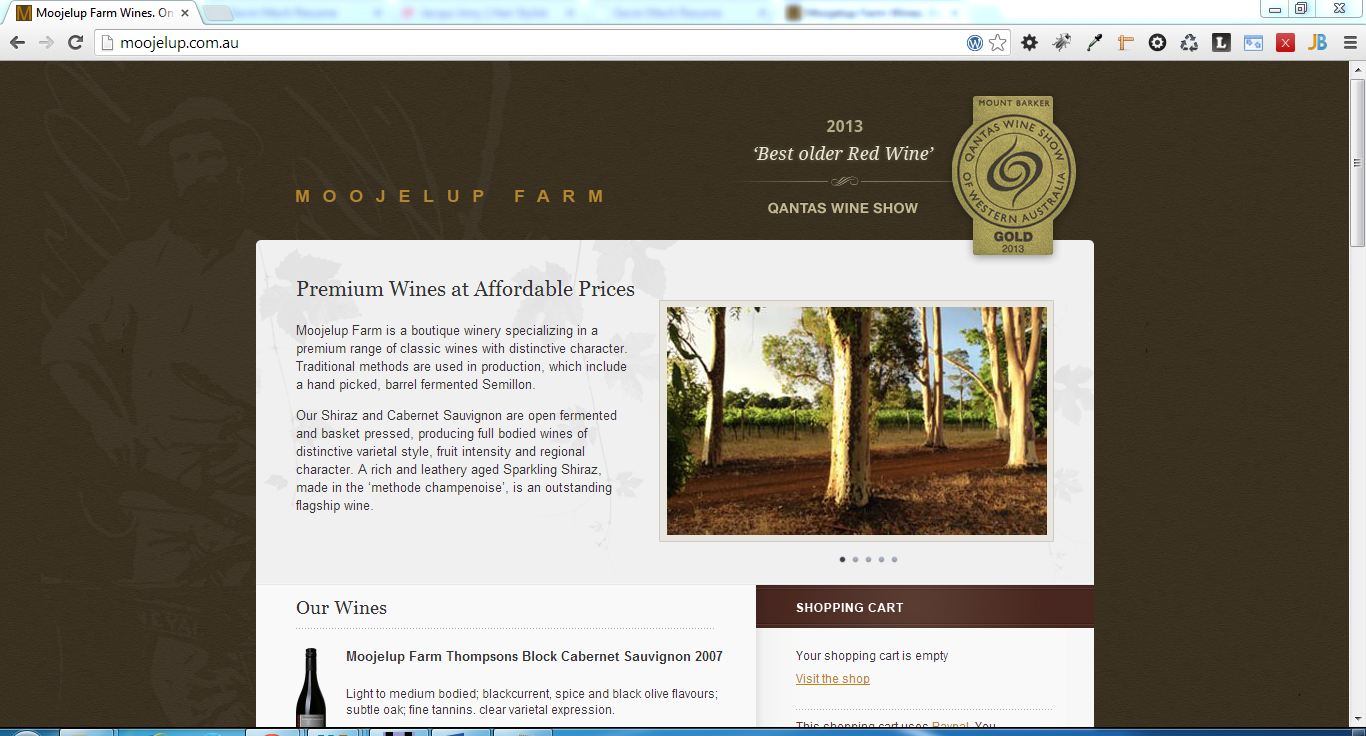 Moojelup Farm Wines. On
moojelup.com.au
MOUNT BARKER
QANTAS WINE SHOW
OF WESTERN AUSTRALIA
GOLD
2013
2013
‘Best older Red Wine’
QANTAS WINE SHOW
MOOJELUP FARM
Premium Wines at Affordable Prices
Moojelup Farm is a boutique winery specializing in a
premium range of classic wines with distinctive character.
Traditional methods are used in production, which include
a hand picked, barrel fermented Semillon.
Our Shiraz and Cabernet Sauvignon are open fermented
and basket pressed, producing full bodied wines of
distinctive varietal style, fruit intensity and regional
character. A rich and leathery aged Sparkling Shiraz,
made in the ‘methode champenoise’, is an outstanding
flagship wine.
Our Wines
Moojelup Farm Thompsons Block Cabernet Sauvignon 2007
Light to medium bodied; blackcurrent, spice and black olive flavours;
subtle oak; fine tannins. clear varietal expression.
SHOPPING CART
Your shopping cart is empty
Visit the shop
This shopping cart uses Paypal. You